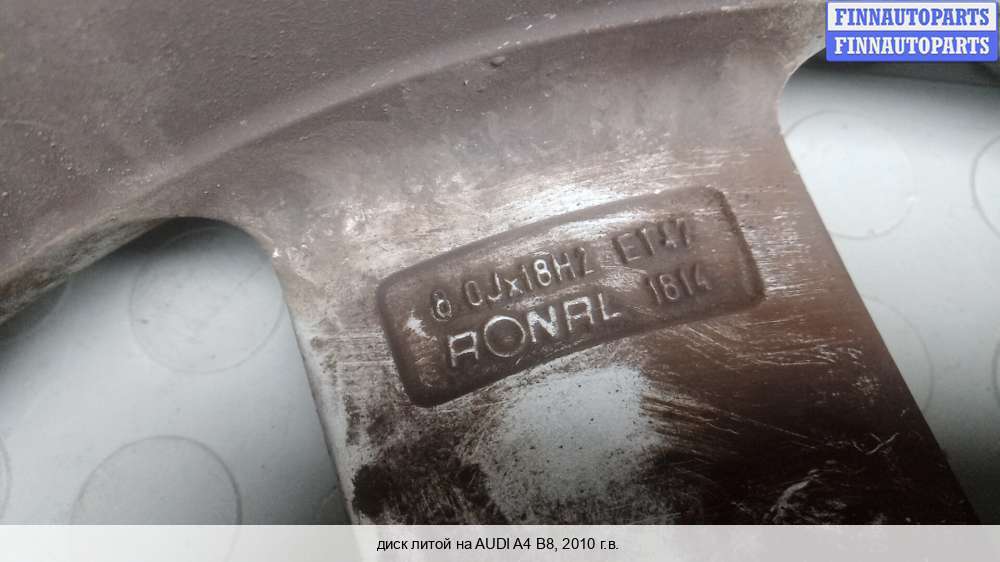 FINNAUTOPARTS
FINNAUTOPARTS
8.0Jx18H2 ET47
RONAL 1814
диск литой на AUDI A4 B8, 2010 г.в.